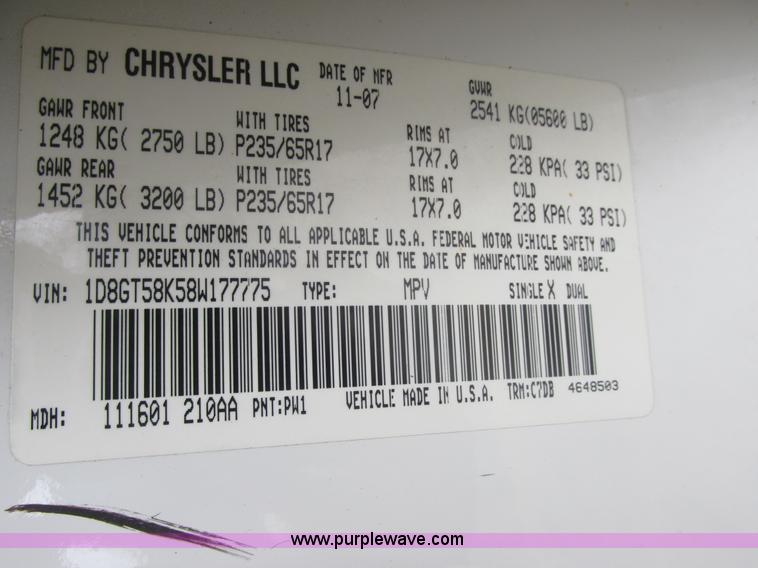 MFD BY CHRYSLER LLC DATE OF MFR GVWR
11-07 2541 KG(05600 LB)
GAWR FRONT WITH TIRES RIMS AT COLD
1248 KG( 2750 LB) P235/65R17 17X7.0 228 KPA( 33 PSI)
GAWR REAR WITH TIRES RIMS AT COLD
1452 KG( 3200 LB) P235/65R17 17X7.0 228 KPA( 33 PSI)
THIS VEHICLE CONFORMS TO ALL APPLICABLE U.S.A. FEDERAL MOTOR VEHICLE SAFETY AND
THEFT PREVENTION STANDARDS IN EFFECT ON THE DATE OF MANUFACTURE SHOWN ABOVE.
VIN: 1D8GT58K58W177775 TYPE: MPV SINGLE X DUAL
MDH: 111601 210AA PNT:PW1 VEHICLE MADE IN U.S.A. TRM:C7DB 4648503
www.purplewave.com